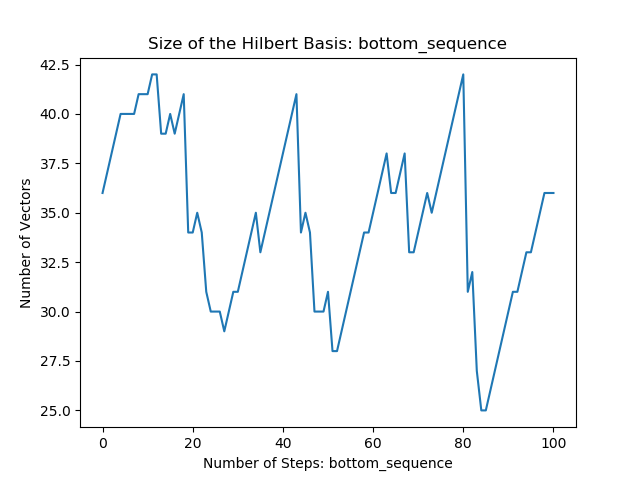 Size of the Hilbert Basis: bottom_sequence
42.5
40.0
37.5
35.0
32.5
30.0
27.5
25.0
Number of Vectors
0 20 40 60 80 100
Number of Steps: bottom_sequence